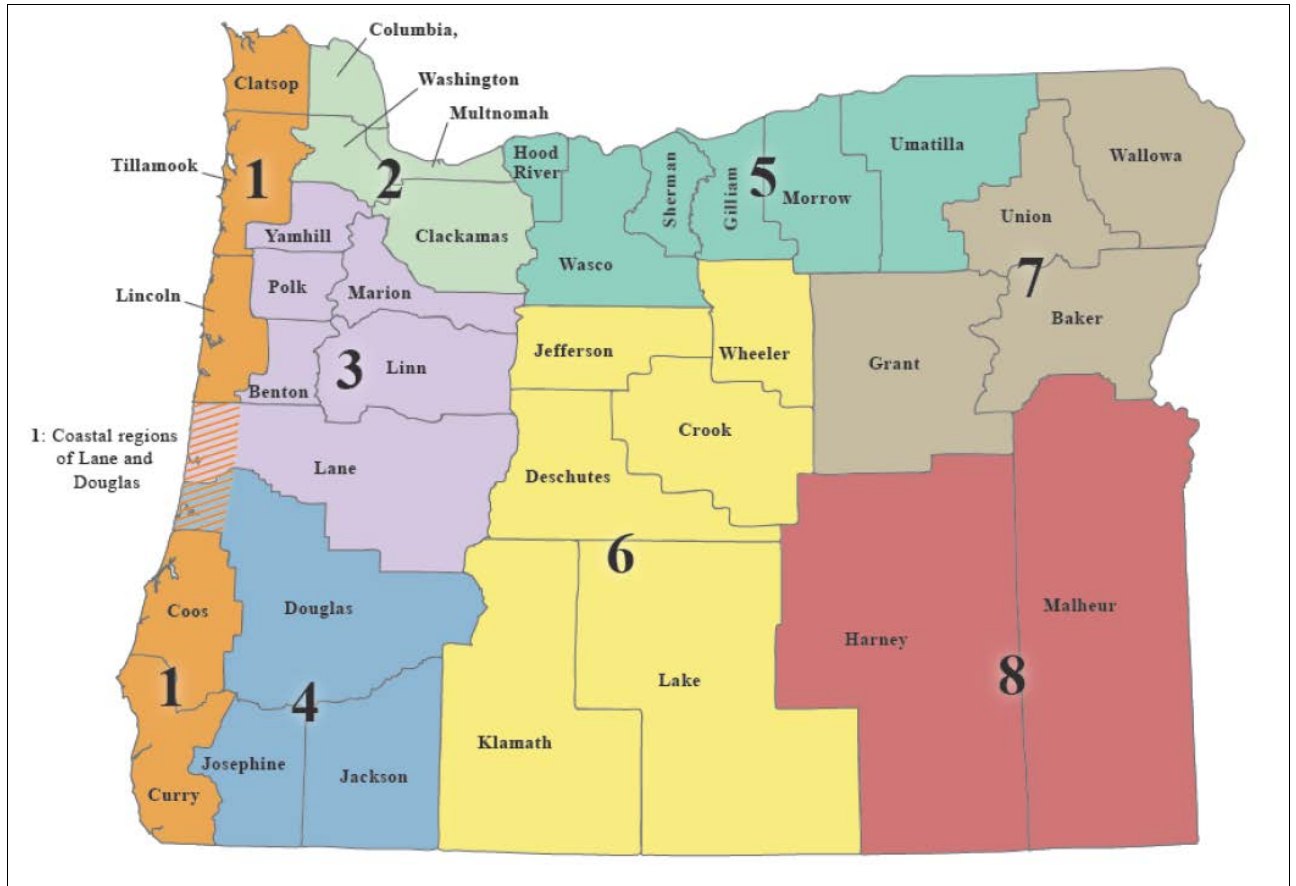 Columbia,
Clatsop
Washington
Multnomah
Tillamook
1
2
Hood
River
Sherman
Gilliam
5
Morrow
Umatilla
Wallowa
Union
Yamhill
Clackamas
Wasco
7
Lincoln
Polk
Marion
Baker
Jefferson
Wheeler
Grant
Benton
3
Linn
1: Coastal regions
of Lane and
Douglas
Lane
Crook
Deschutes
6
Coos
Douglas
Harney
Malheur
1
4
Lake
8
Klamath
Josephine
Jackson
Curry